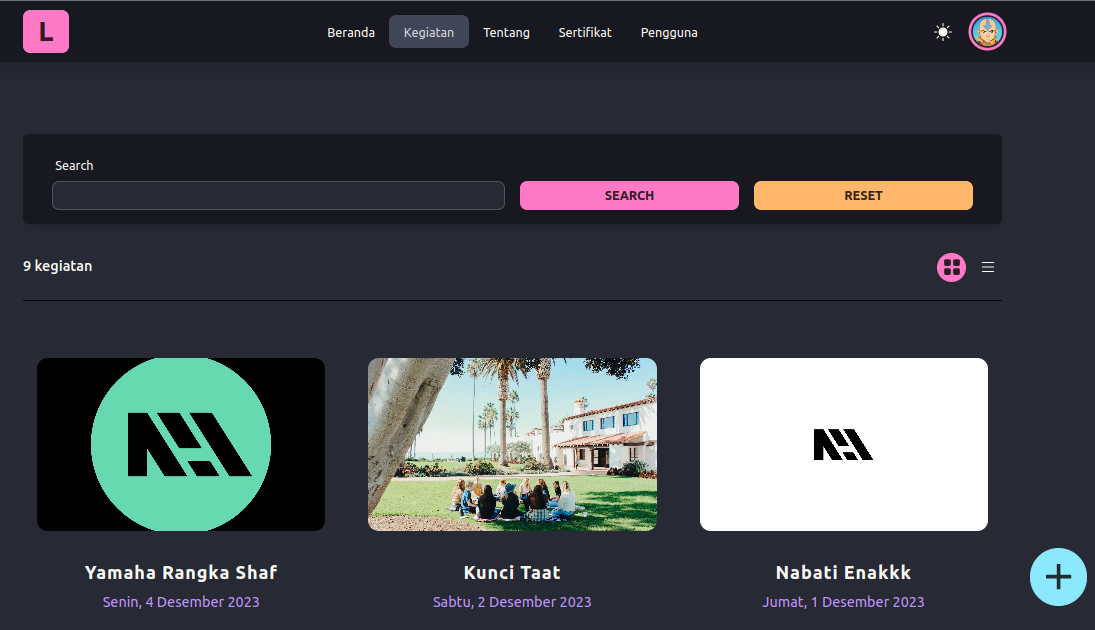 L
Beranda
Kegiatan
Tentang
Sertifikat
Pengguna
Search
SEARCH
RESET
9 kegiatan
Yamaha Rangka Shaf
Kunci Taat
Nabati Enakkk
Senin, 4 Desember 2023
Sabtu, 2 Desember 2023
Jumat, 1 Desember 2023